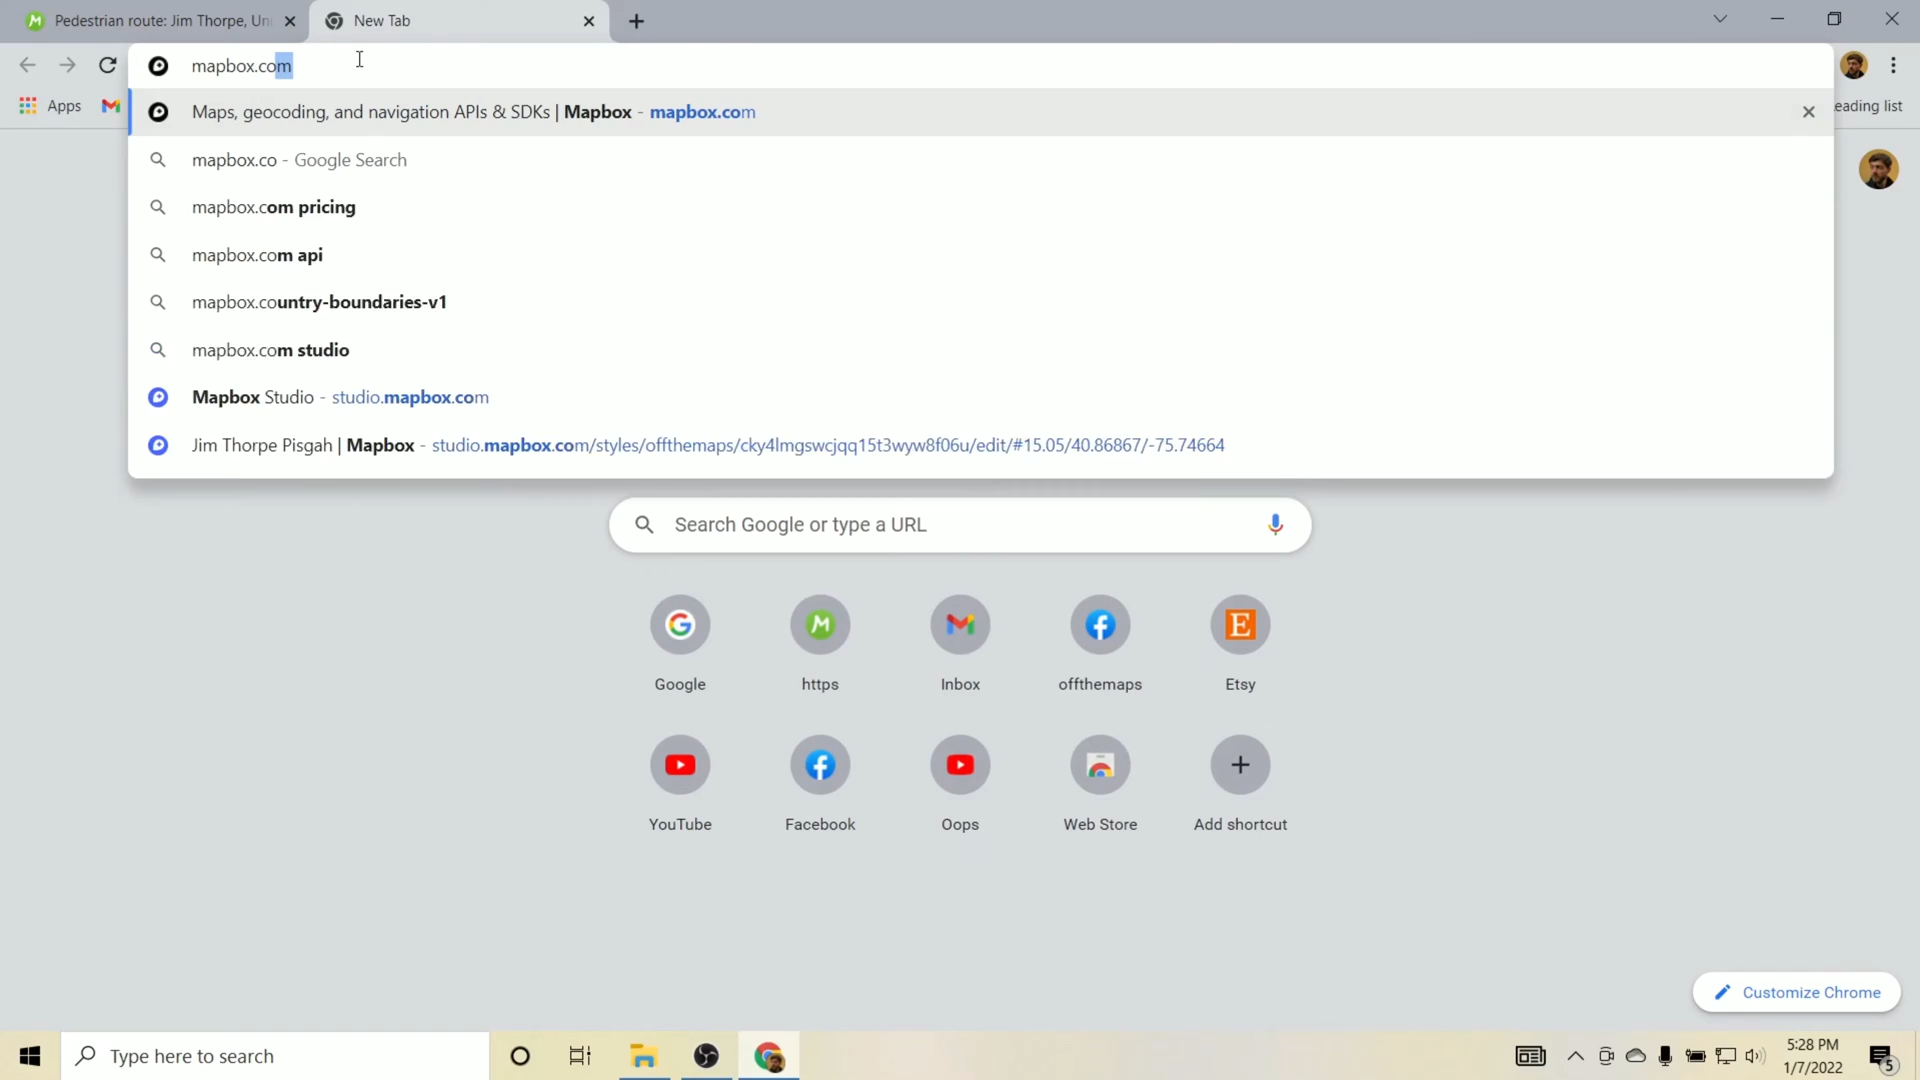 Pedestrian route: Jim Thorpe, Un
New Tab
mapbox.com
Apps
eading list
Maps, geocoding, and navigation APIs & SDKs | Mapbox - mapbox.com
mapbox.co - Google Search
mapbox.com pricing
mapbox.com api
mapbox.country-boundaries-v1
mapbox.com studio
Mapbox Studio - studio.mapbox.com
Jim Thorpe Pisgah | Mapbox - studio.mapbox.com/styles/offthemaps/cky4lmgswcjqq15t3wyw8f06u/edit/#15.05/40.86867/-75.74664
Search Google or type a URL
Google
https
Inbox
offthemaps
Etsy
YouTube
Facebook
Oops
Web Store
Add shortcut
Customize Chrome
Type here to search
5:28 PM
1/7/2022
5